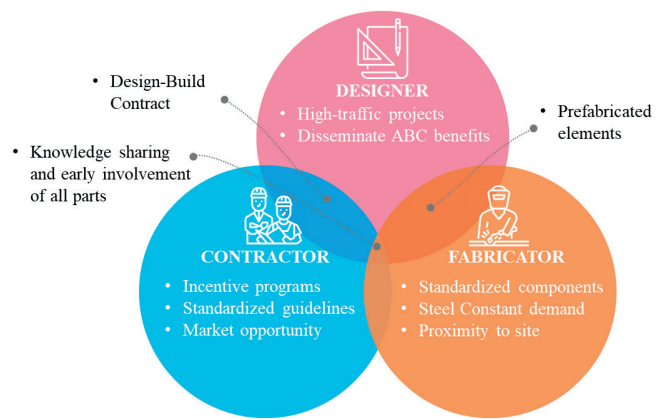 DESIGNER
• High-traffic projects
• Disseminate ABC benefits
• Design-Build
Contract
• Knowledge sharing
and early involvement
of all parts
• Prefabricated
elements
CONTRACTOR
• Incentive programs
• Standardized guidelines
• Market opportunity
FABRICATOR
• Standardized components
• Steel Constant demand
• Proximity to site